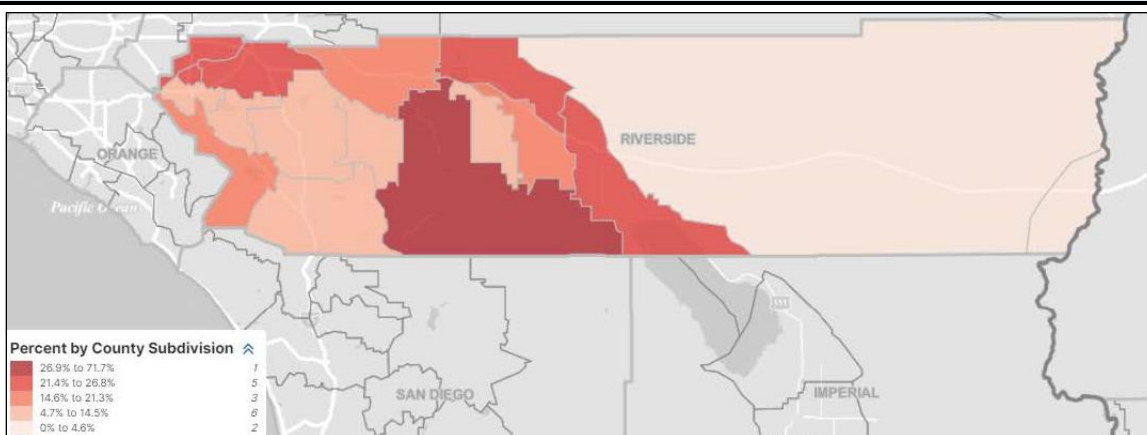 RIVERSIDE
ORANGE
Pacific Ocean
111
SAN DIEGO
IMPERIAL
Percent by County Subdivision
26.9% to 71.7% 1
21.4% to 26.8% 5
14.6% to 21.3% 3
4.7% to 14.5% 6
0% to 4.6% 2